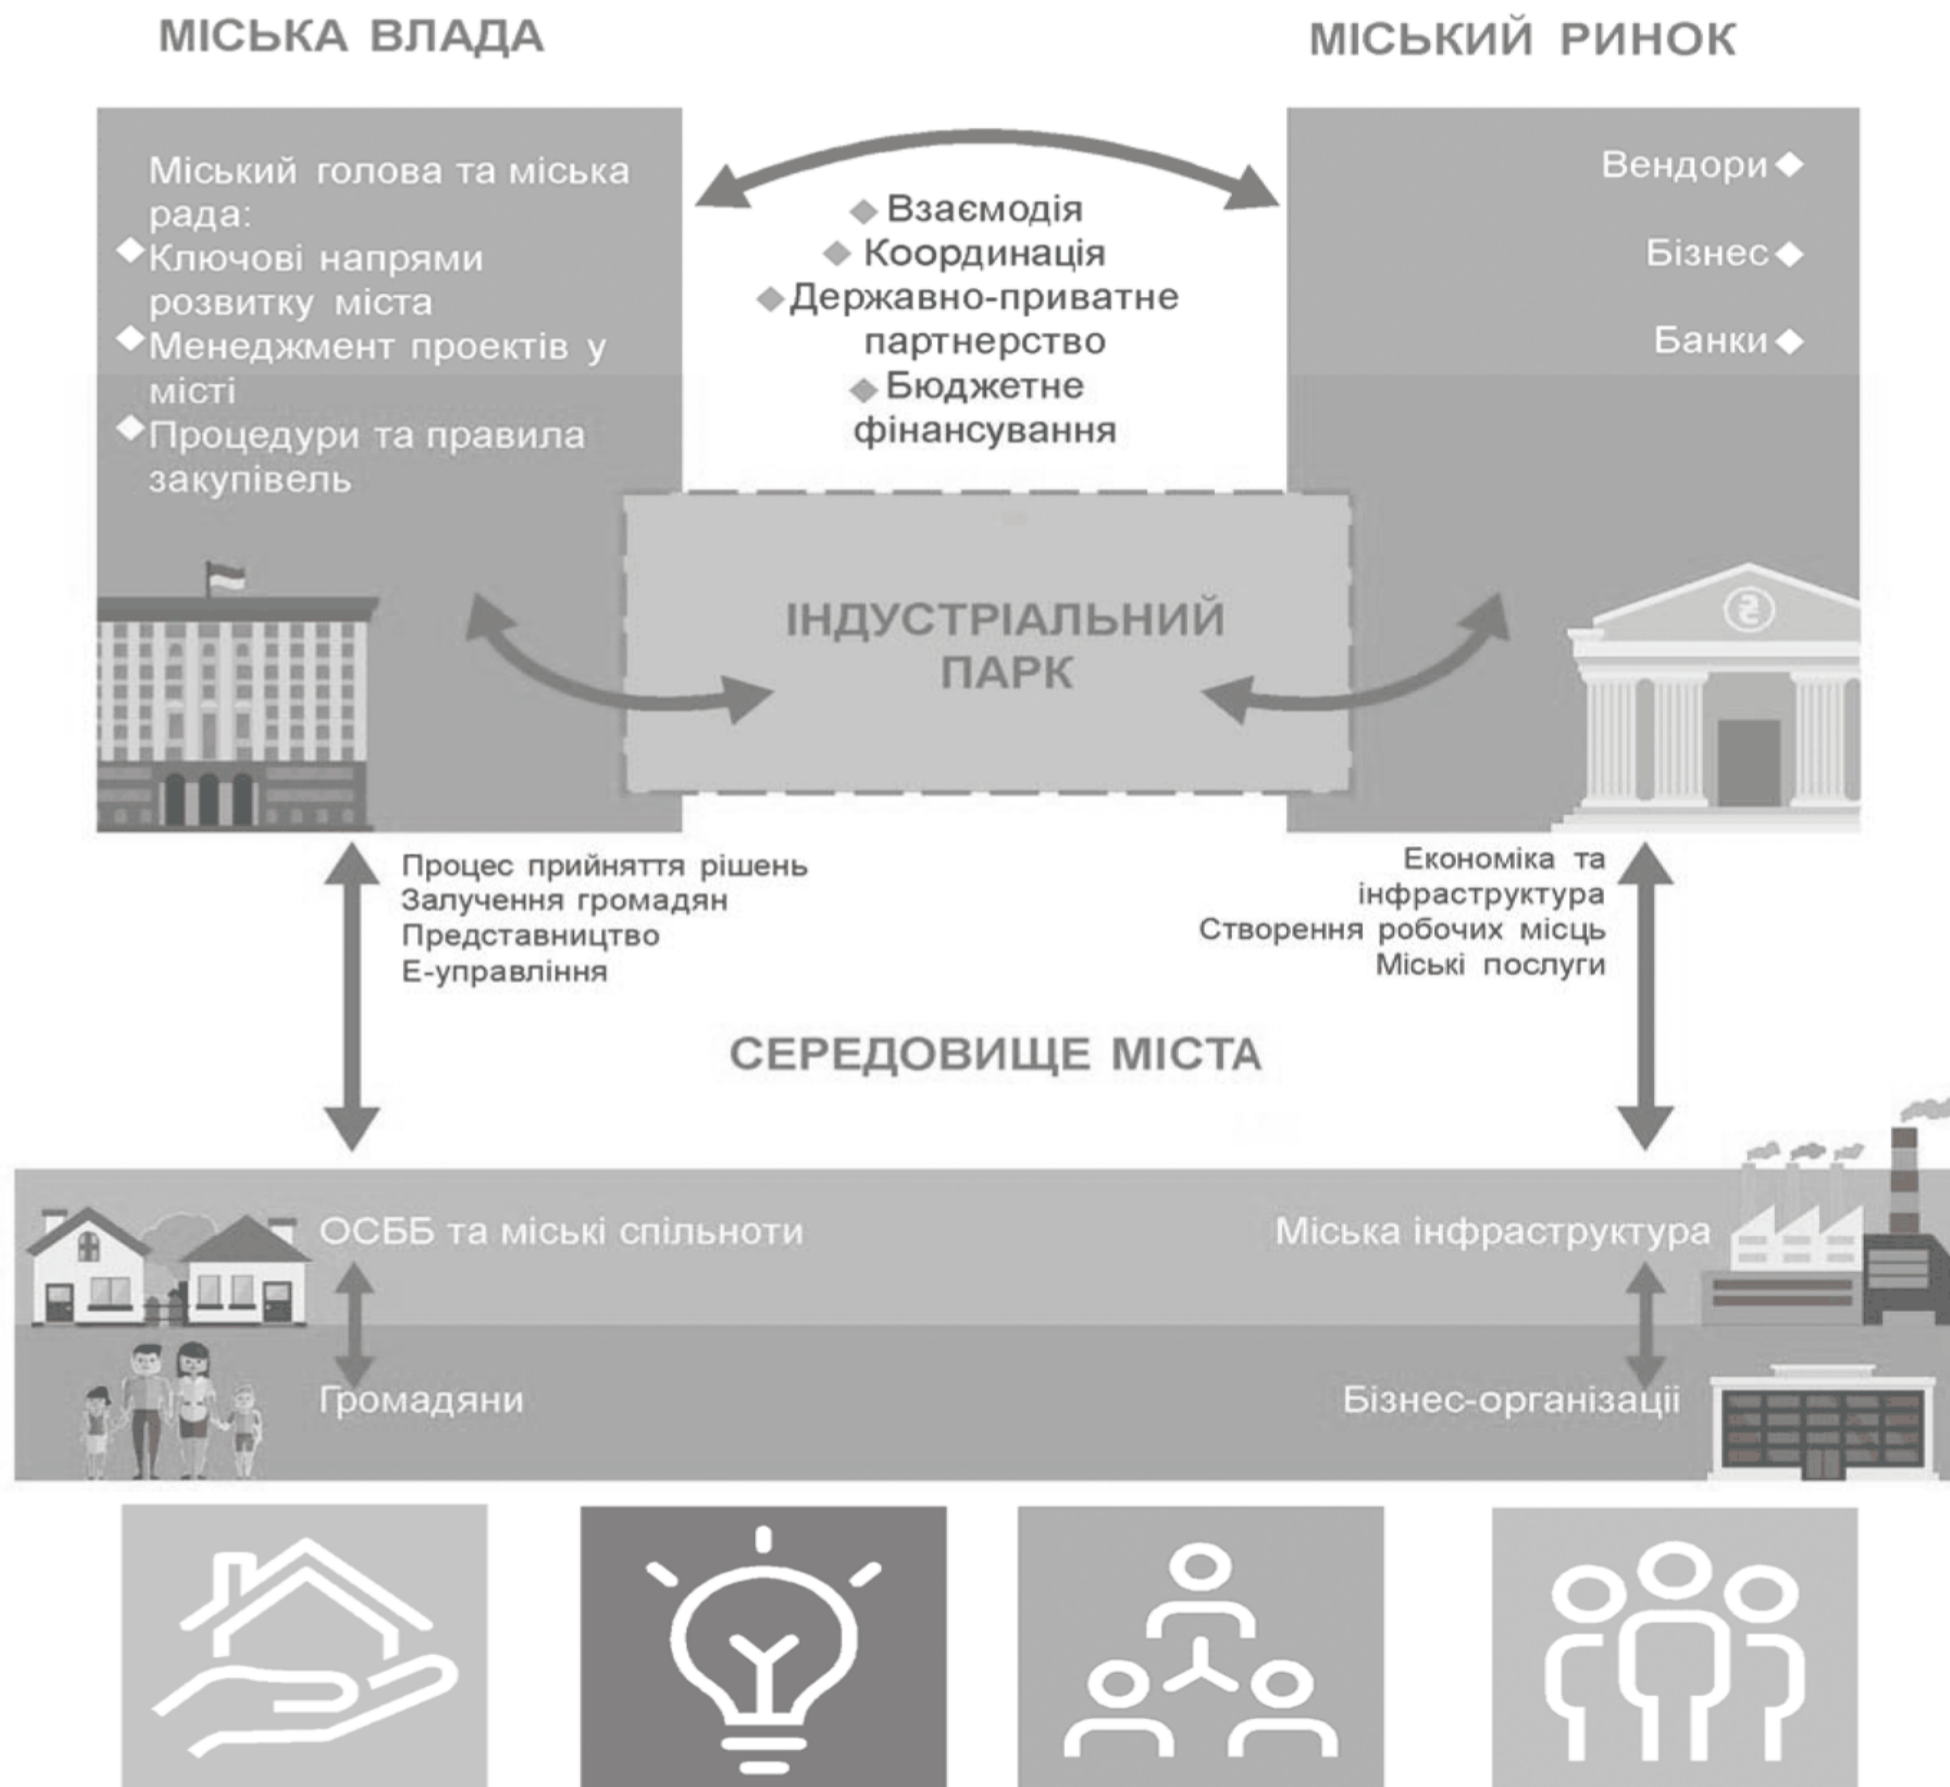 МІСЬКА ВЛАДА
МІСЬКИЙ РИНОК
Міський голова та міська
рада:
Ключові напрями
розвитку міста
Менеджмент проектів у
місті
Процедури та правила
закупівель
Взаємодія
Координація
Державно-приватне
партнерство
Бюджетне
фінансування
Вендори
Бізнес
Банки
ІНДУСТРІАЛЬНИЙ
ПАРК
Процес прийняття рішень
Залучення громадян
Представництво
Е-управління
Економіка та
інфраструктура
Створення робочих місць
Міські послуги
СЕРЕДОВИЩЕ МІСТА
ОСББ та міські спільноти
Міська інфраструктура
Громадяни
Бізнес-організаціі